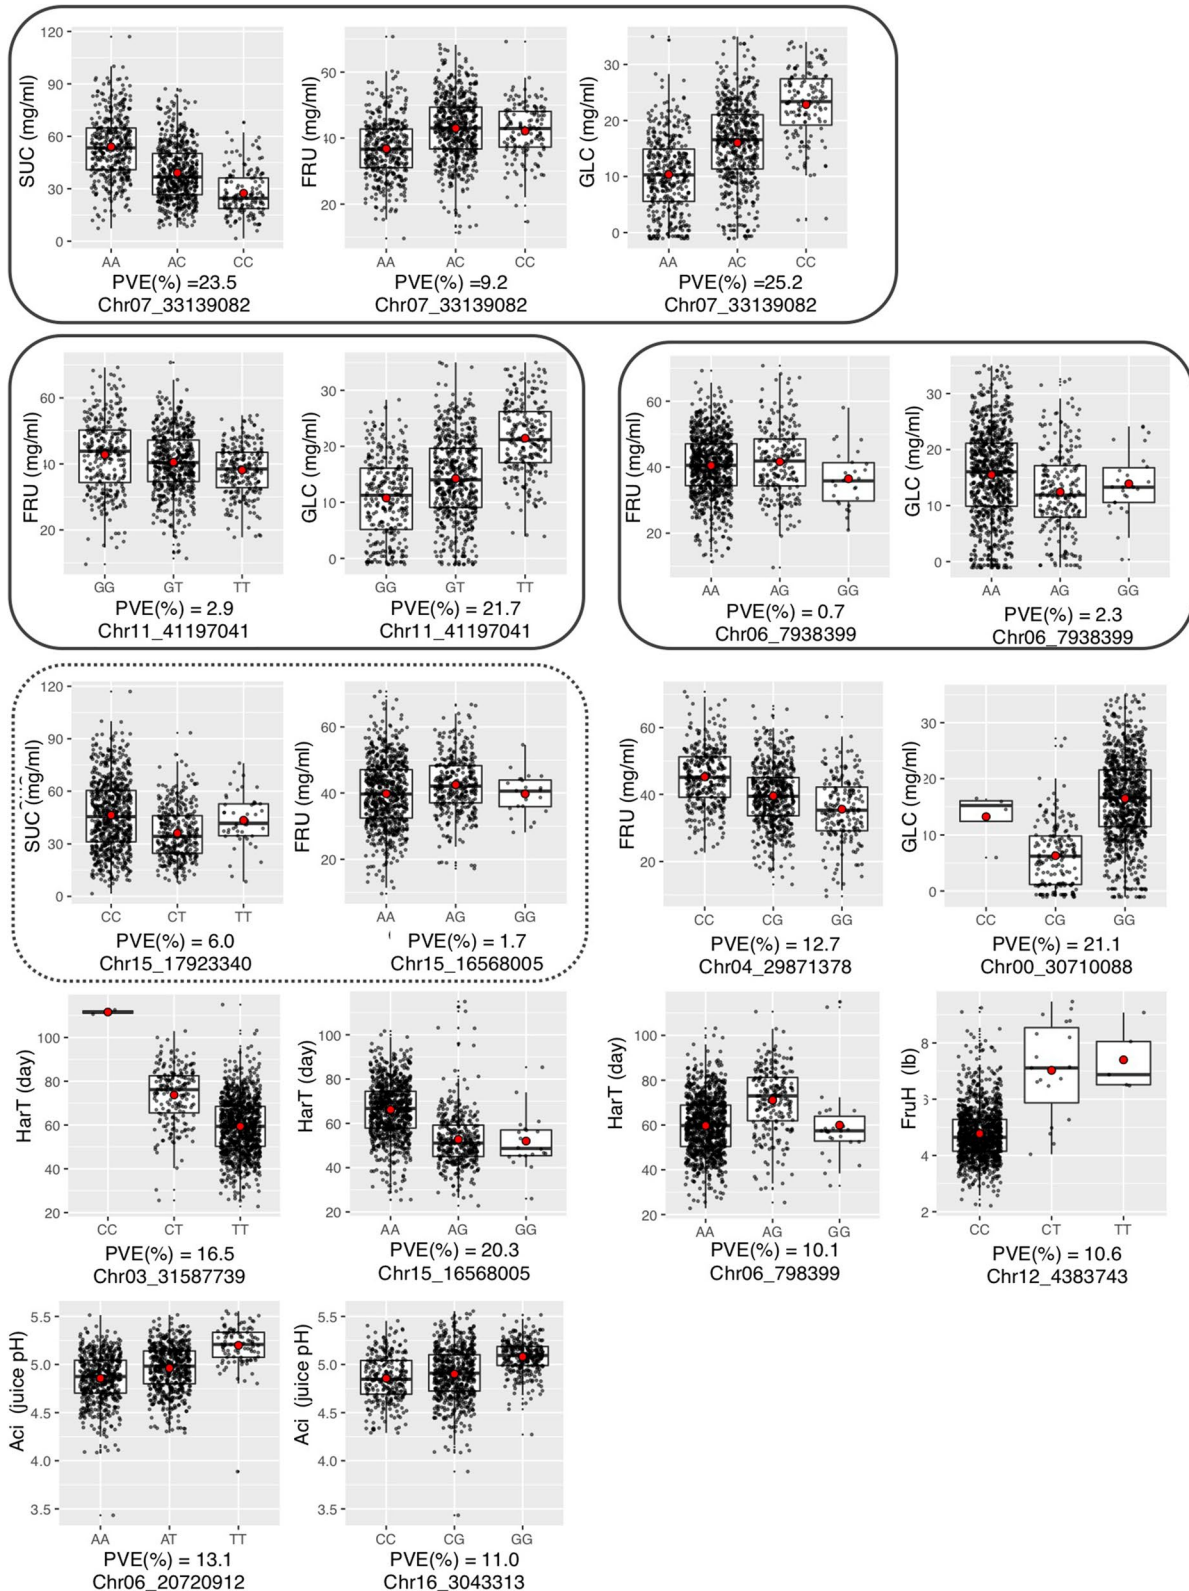 SUC (mg/ml)
120
90
60
30
0
AA
AC
CC
PVE(%) =23.5
Chr07_33139082
FRU (mg/ml)
60
40
20
AA
AC
CC
PVE(%) =9.2
Chr07_33139082
GLC (mg/ml)
30
20
10
0
AA
AC
CC
PVE(%) =25.2
Chr07_33139082
FRU (mg/ml)
60
40
20
GG
GT
TT
PVE(%) = 2.9
Chr11_41197041
GLC (mg/ml)
30
20
10
0
GG
GT
TT
PVE(%) = 21.7
Chr11_41197041
FRU (mg/ml)
60
40
20
AA
AG
GG
PVE(%) = 0.7
Chr06_7938399
GLC (mg/ml)
30
20
10
0
AA
AG
GG
PVE(%) = 2.3
Chr06_7938399
SUC (mg/ml)
120
90
60
30
0
CC
CT
TT
PVE(%) = 6.0
Chr15_17923340
FRU (mg/ml)
60
40
20
AA
AG
GG
PVE(%) = 1.7
Chr15_16568005
FRU (mg/ml)
60
40
20
CC
CG
GG
PVE(%) = 12.7
Chr04_29871378
GLC (mg/ml)
30
20
10
0
CC
CG
GG
PVE(%) = 21.1
Chr00_30710088
HarT (day)
100
80
60
40
20
CC
CT
TT
PVE(%) = 16.5
Chr03_31587739
HarT (day)
100
80
60
40
20
AA
AG
GG
PVE(%) = 20.3
Chr15_16568005
HarT (day)
100
80
60
40
20
AA
AG
GG
PVE(%) = 10.1
Chr06_798399
FruH (lb)
8
4
2
CC
CT
TT
PVE(%) = 10.6
Chr12_4383743
Aci (juice pH)
5.5
5.0
4.5
4.0
3.5
AA
AT
TT
PVE(%) = 13.1
Chr06_20720912
Aci (juice pH)
5.5
5.0
4.5
4.0
3.5
CC
CG
GG
PVE(%) = 11.0
Chr16_3043313